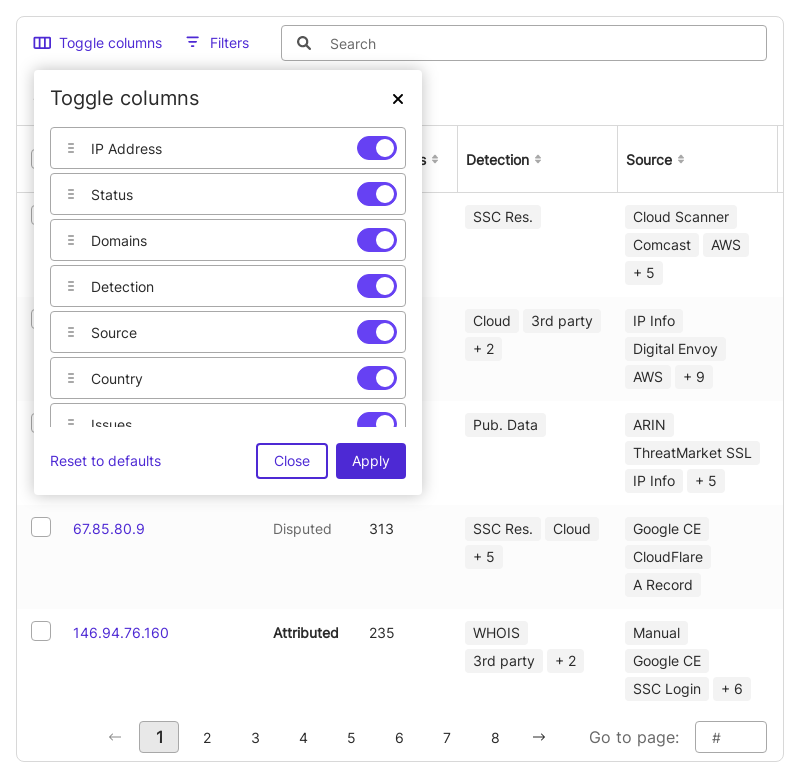 Toggle columns
Filters
Search
Toggle columns
IP Address
Status
Domains
Detection
Source
Country
Issues
Reset to defaults
Close
Apply
s
Detection
Source
SSC Res.
Cloud Scanner
Comcast AWS
+ 5
Cloud 3rd party
+ 2
IP Info
Digital Envoy
AWS + 9
Pub. Data
ARIN
ThreatMarket SSL
IP Info + 5
67.85.80.9
Disputed
313
SSC Res. Cloud
+ 5
Google CE
CloudFlare
A Record
146.94.76.160
Attributed
235
WHOIS
3rd party + 2
Manual
Google CE
SSC Login + 6
← 1 2 3 4 5 6 7 8 → Go to page: #